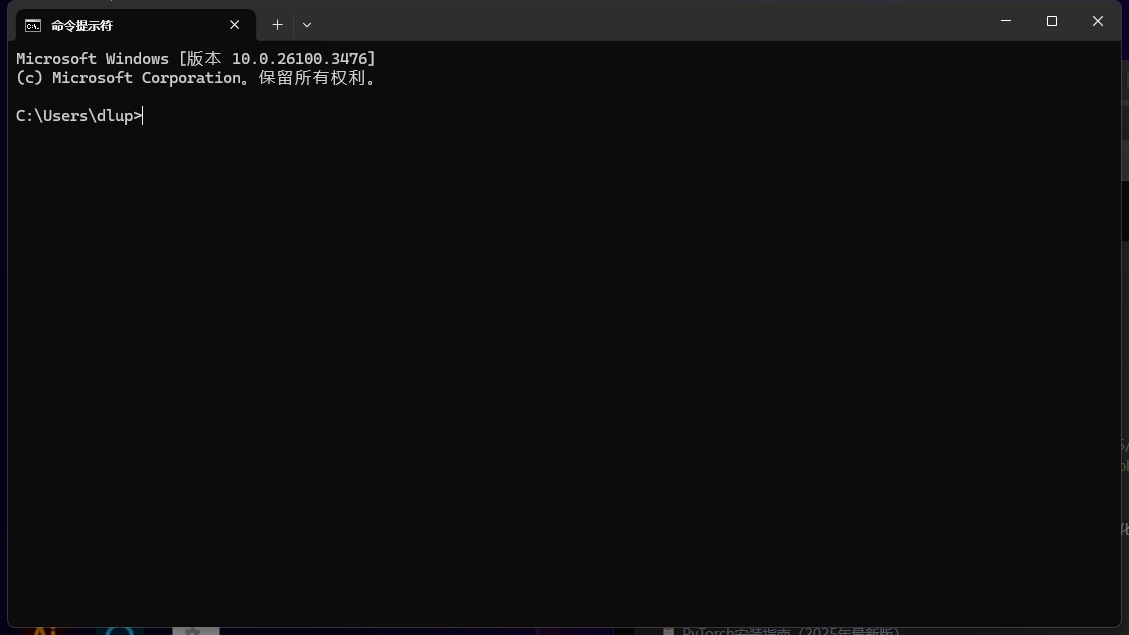 命令提示符
Microsoft Windows [版本 10.0.26100.3476]
(c) Microsoft Corporation。保留所有权利。
C:\Users\dlup>
Ai
PyTorch安装指南（2025年最新版）